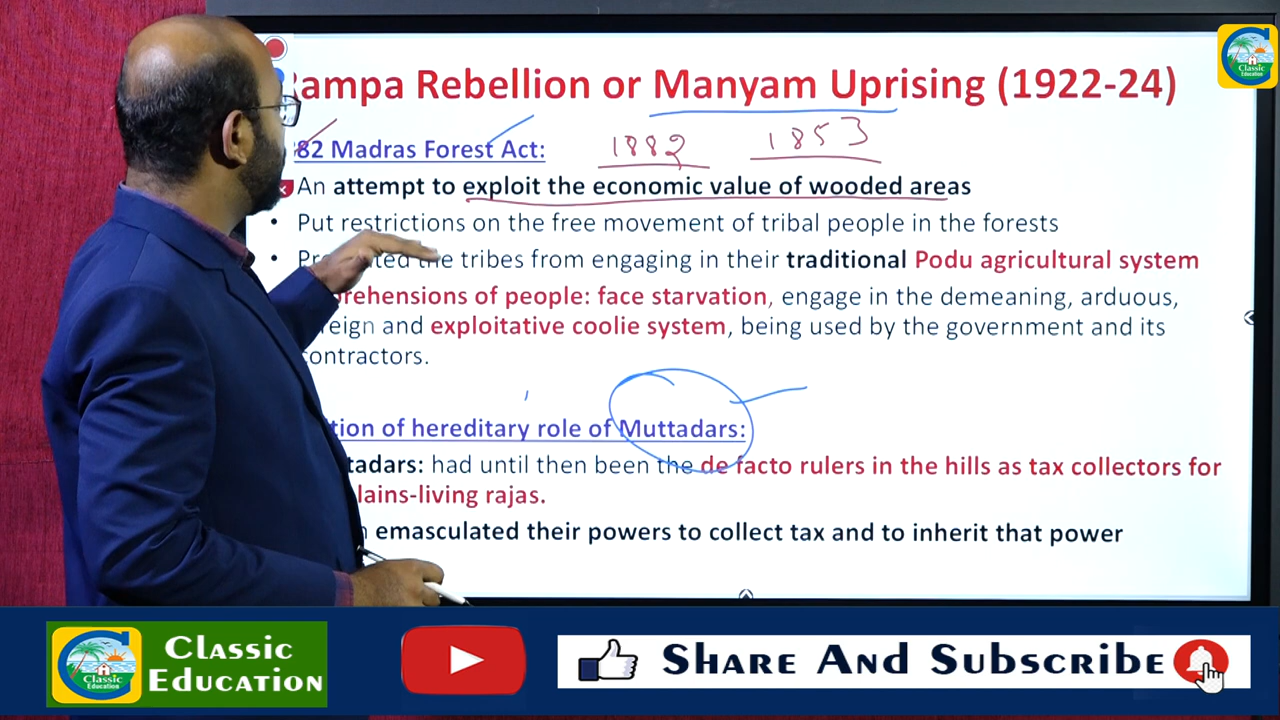 ampa Rebellion or Manyam Uprising (1922-24)
82 Madras Forest Act: 1882 1853
An attempt to exploit the economic value of wooded areas
• Put restrictions on the free movement of tribal people in the forests
• the tribes from engaging in their traditional Podu agricultural system
prehensions of people: face starvation, engage in the demeaning, arduous,
reign and exploitative coolie system, being used by the government and its
contractors.
tion of hereditary role of Muttadars:
tadars: had until then been the de facto rulers in the hills as tax collectors for
lains-living rajas.
emasculated their powers to collect tax and to inherit that power
Classic
Education
Classic
Education
Classic
Education
Share And Subscribe